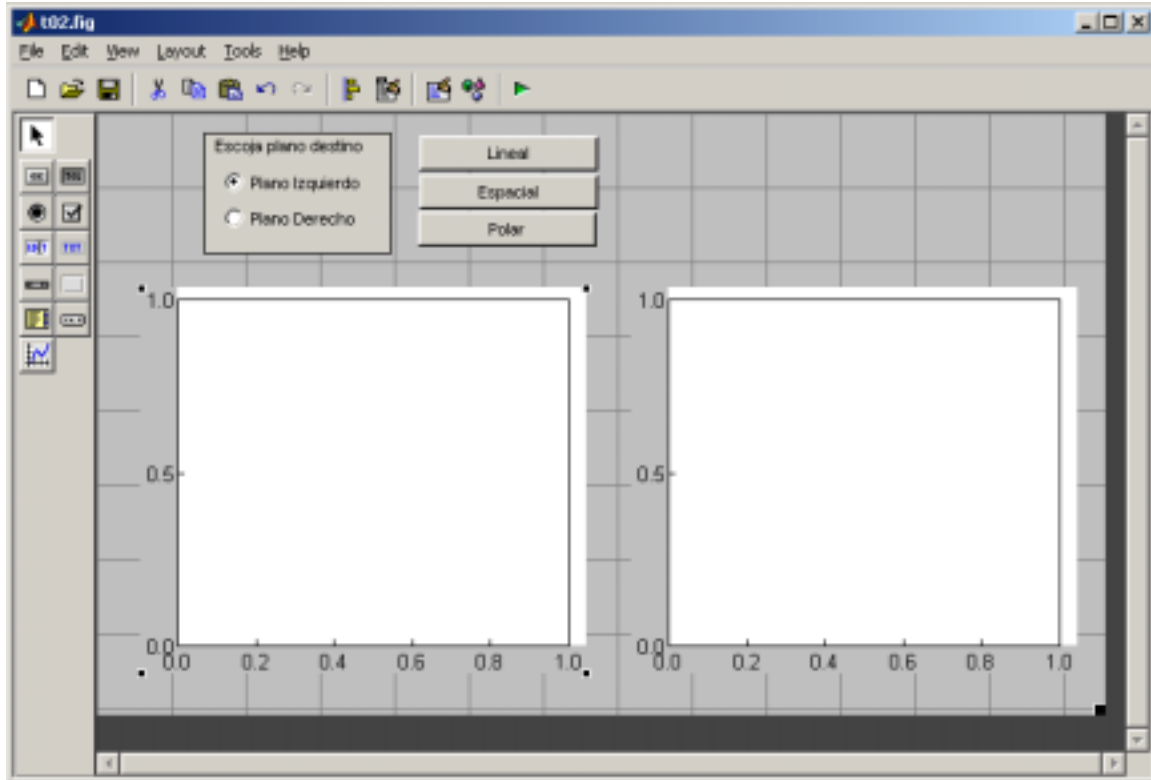 t02.fig
File Edit View Layout Tools Help
Escoja plano destino
Plano Izquierdo
Plano Derecho
Lineal
Espacial
Polar
1.0
0.5
0.0
0.0 0.2 0.4 0.6 0.8 1.0
1.0
0.5
0.0
0.0 0.2 0.4 0.6 0.8 1.0